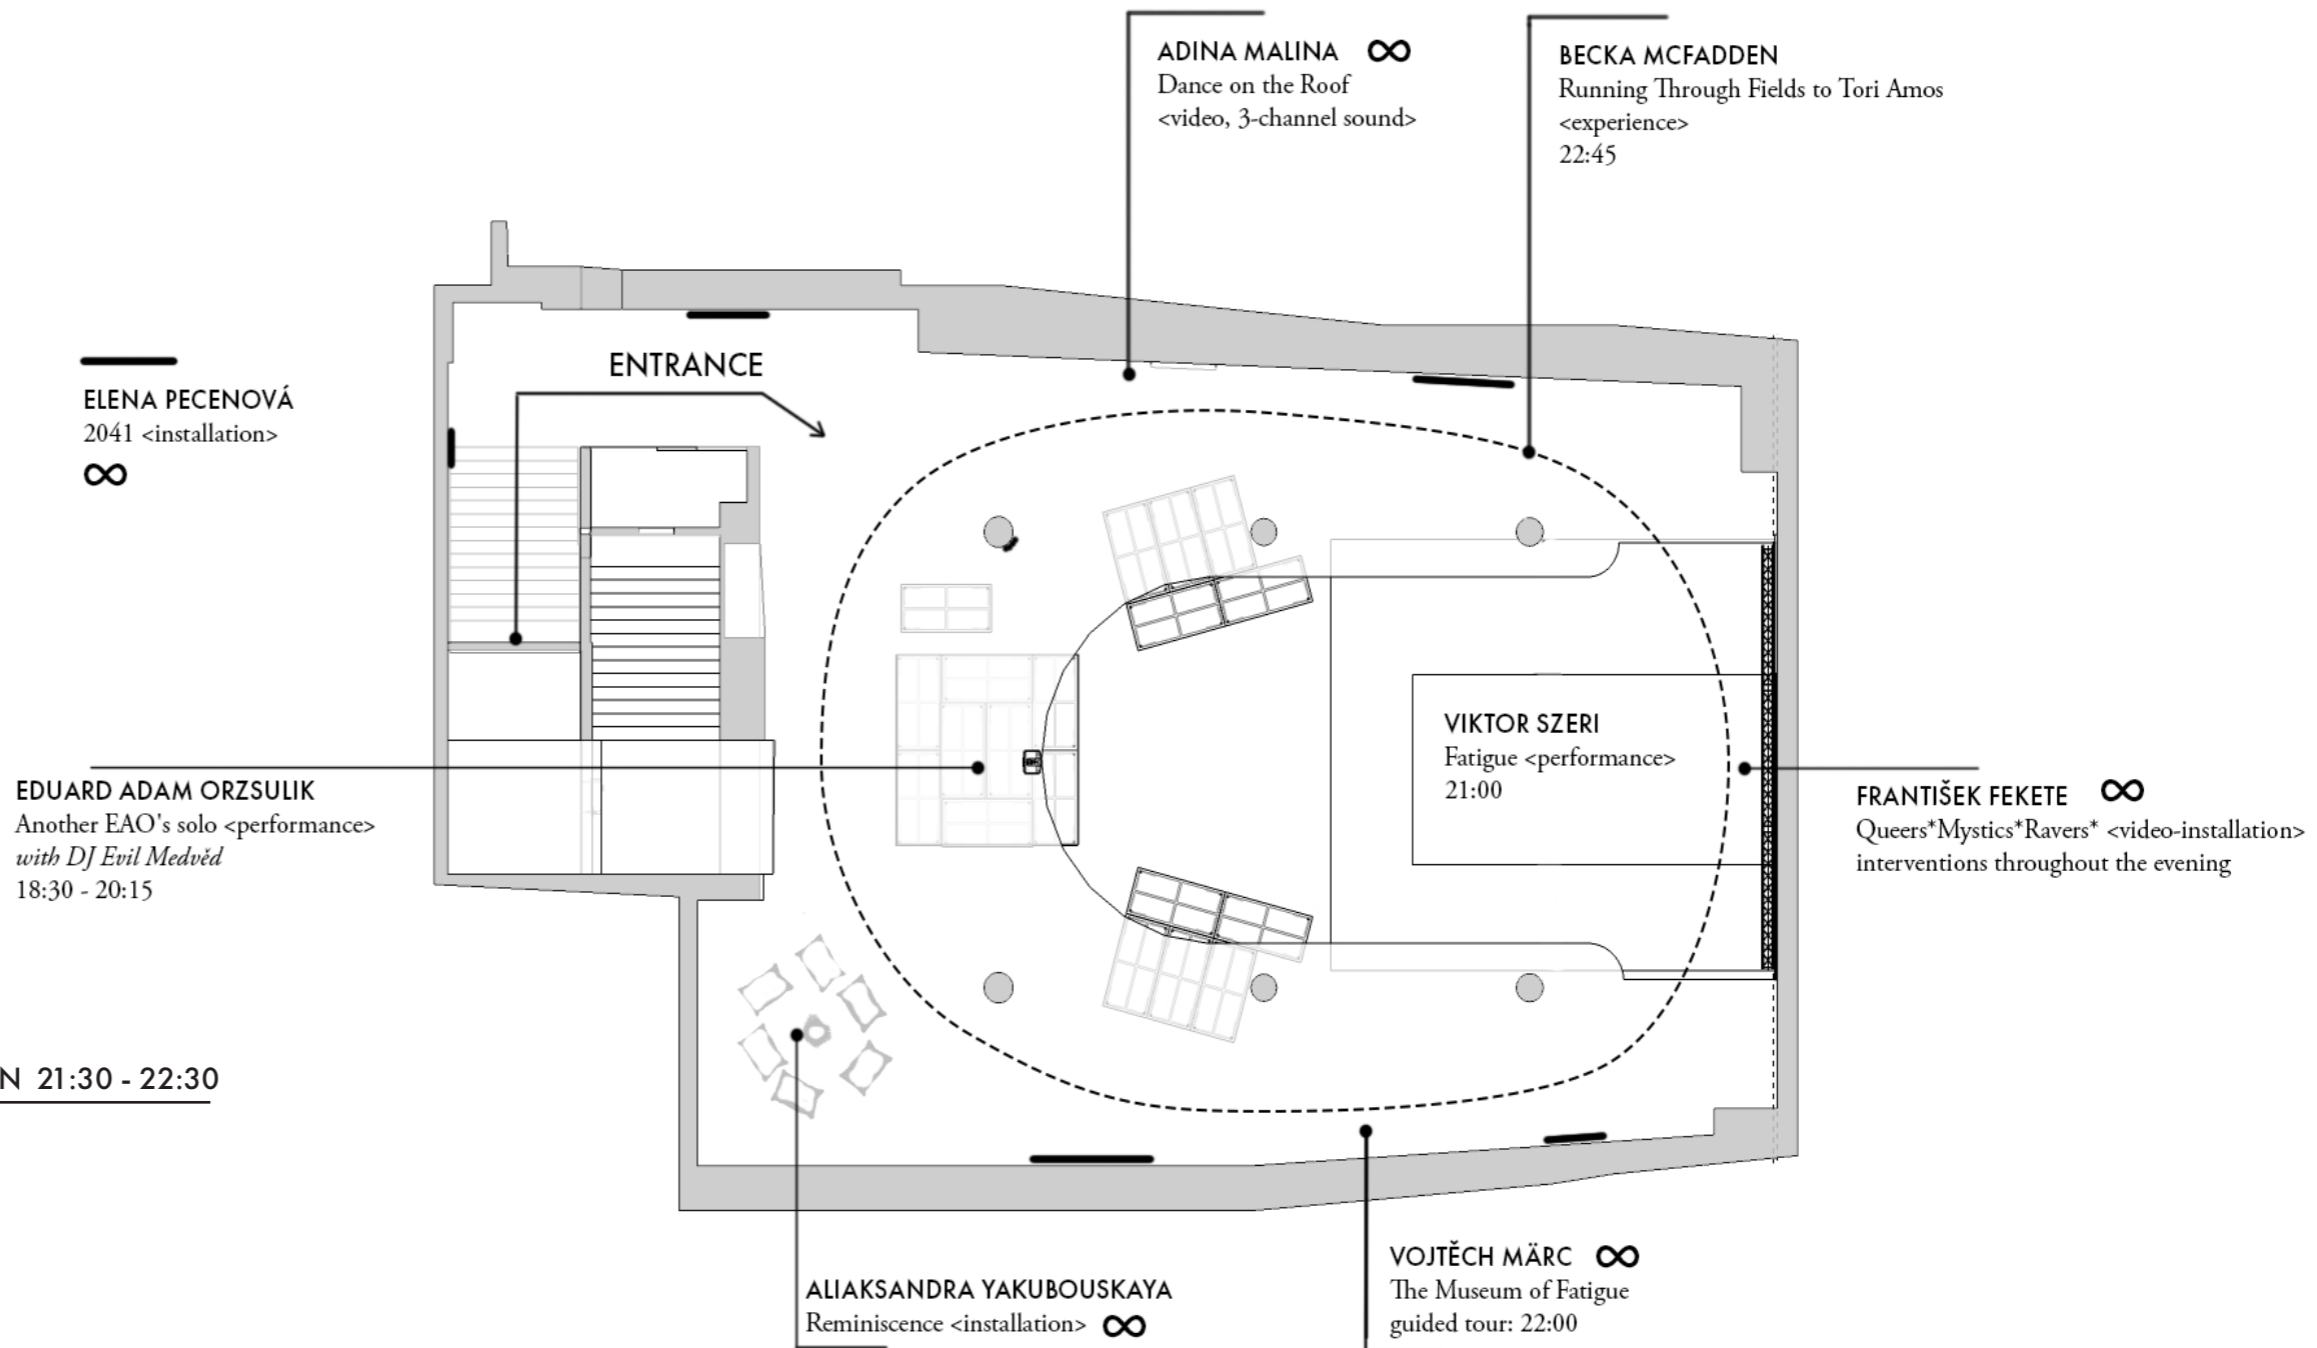 ADINA MALINA ∞
Dance on the Roof
<video, 3-channel sound>
BECKA MCFADDEN
Running Through Fields to Tori Amos
<experience>
22:45
ENTRANCE
ELENA PECENOVÁ
2041 <installation>
∞
VIKTOR SZERI
Fatigue <performance>
21:00
EDUARD ADAM ORZSULIK
Another EAO's solo <performance>
with DJ Evil Medvěd
18:30 - 20:15
FRANTIŠEK FEKETE ∞
Queers*Mystics*Ravers* <video-installation>
interventions throughout the evening
N 21:30 - 22:30
ALIAKSANDRA YAKUBOUSKAYA
Reminiscence <installation> ∞
VOJTĚCH MÄRC ∞
The Museum of Fatigue
guided tour: 22:00